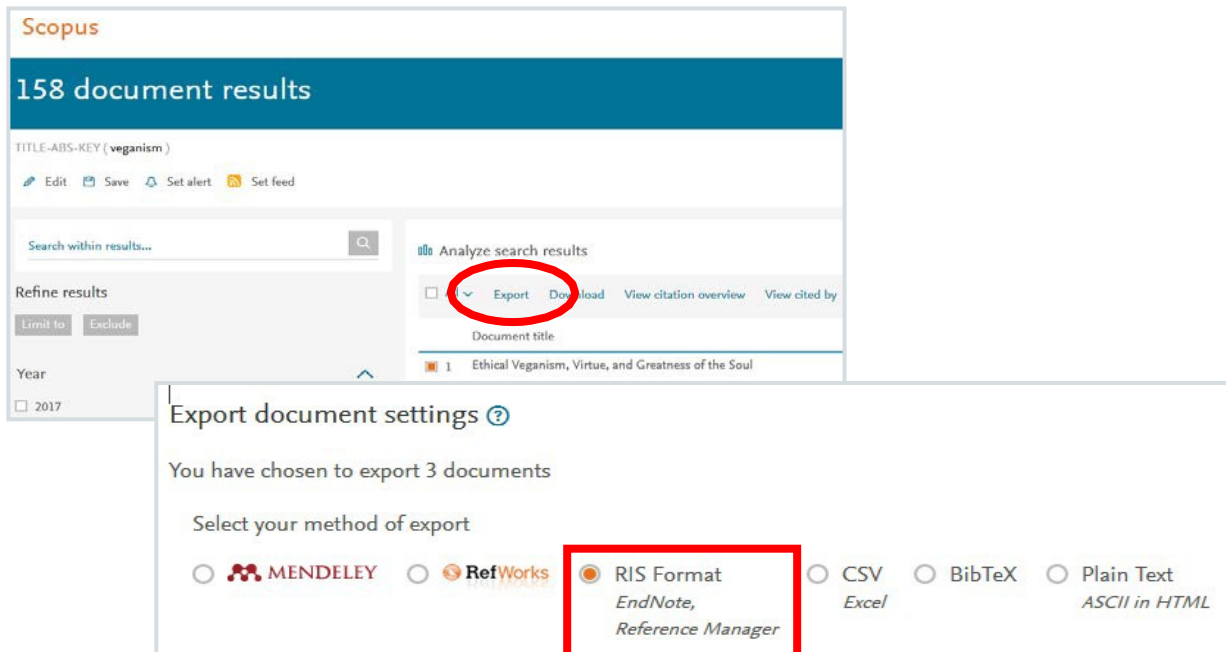 Scopus
158 document results
TITLE-ABS-KEY ( veganism )
Edit Save Set alert Set feed
Search within results...
Refine results
Limit to Exclude
Year
2017
Analyze search results
Export Download View citation overview View cited by
Document title
1 Ethical Veganism, Virtue, and Greatness of the Soul
Export document settings ?
You have chosen to export 3 documents
Select your method of export
MENDELEY RefWorks RIS Format CSV BibTeX Plain Text
EndNote, Excel ASCII in HTML
Reference Manager